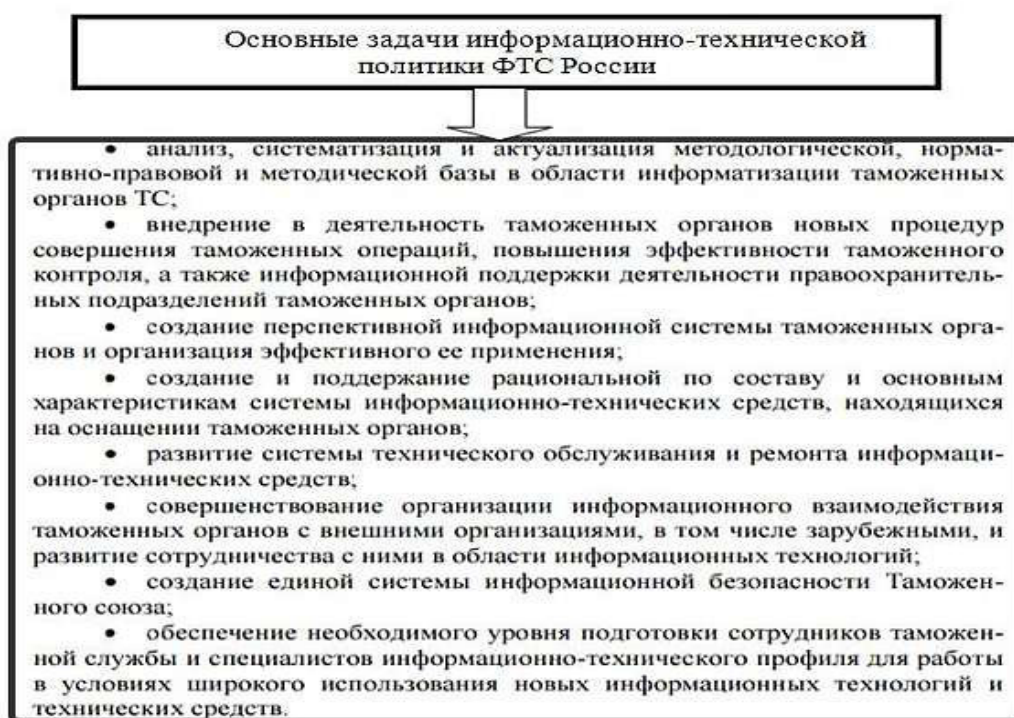 Основные задачи информационно-технической
политики ФТС России
• анализ, систематизация и актуализация методологической, норма-
тивно-правовой и методической базы в области информатизации таможенных
органов ТС;
• внедрение в деятельность таможенных органов новых процедур
совершения таможенных операций, повышения эффективности таможенного
контроля, а также информационной поддержки деятельности правоохранитель-
ных подразделений таможенных органов;
• создание перспективной информационной системы таможенных орга-
нов и организация эффективного ее применения;
• создание и поддержание рациональной по составу и основным
характеристикам системы информационно-технических средств, находящихся
на оснащении таможенных органов;
• развитие системы технического обслуживания и ремонта информаци-
онно-технических средств;
• совершенствование организации информационного взаимодействия
таможенных органов с внешними организациями, в том числе зарубежными, и
развитие сотрудничества с ними в области информационных технологий;
• создание единой системы информационной безопасности Таможен-
ного союза;
• обеспечение необходимого уровня подготовки сотрудников таможен-
ной службы и специалистов информационно-технического профиля для работы
в условиях широкого использования новых информационных технологий и
технических средств.